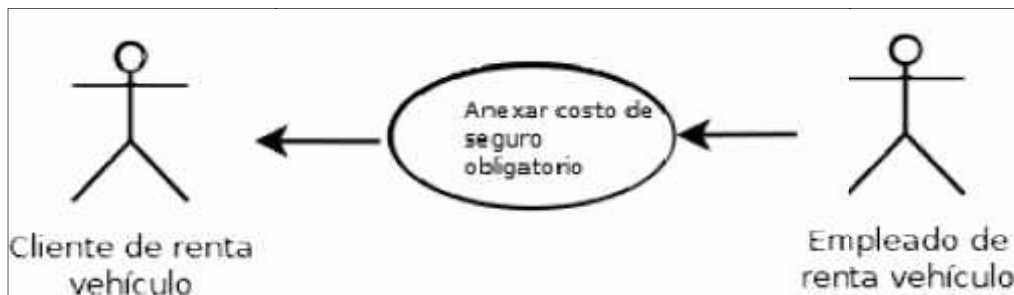 Anexar costo de
seguro
obligatorio
Cliente de renta
vehículo
Empleado de
renta vehículo